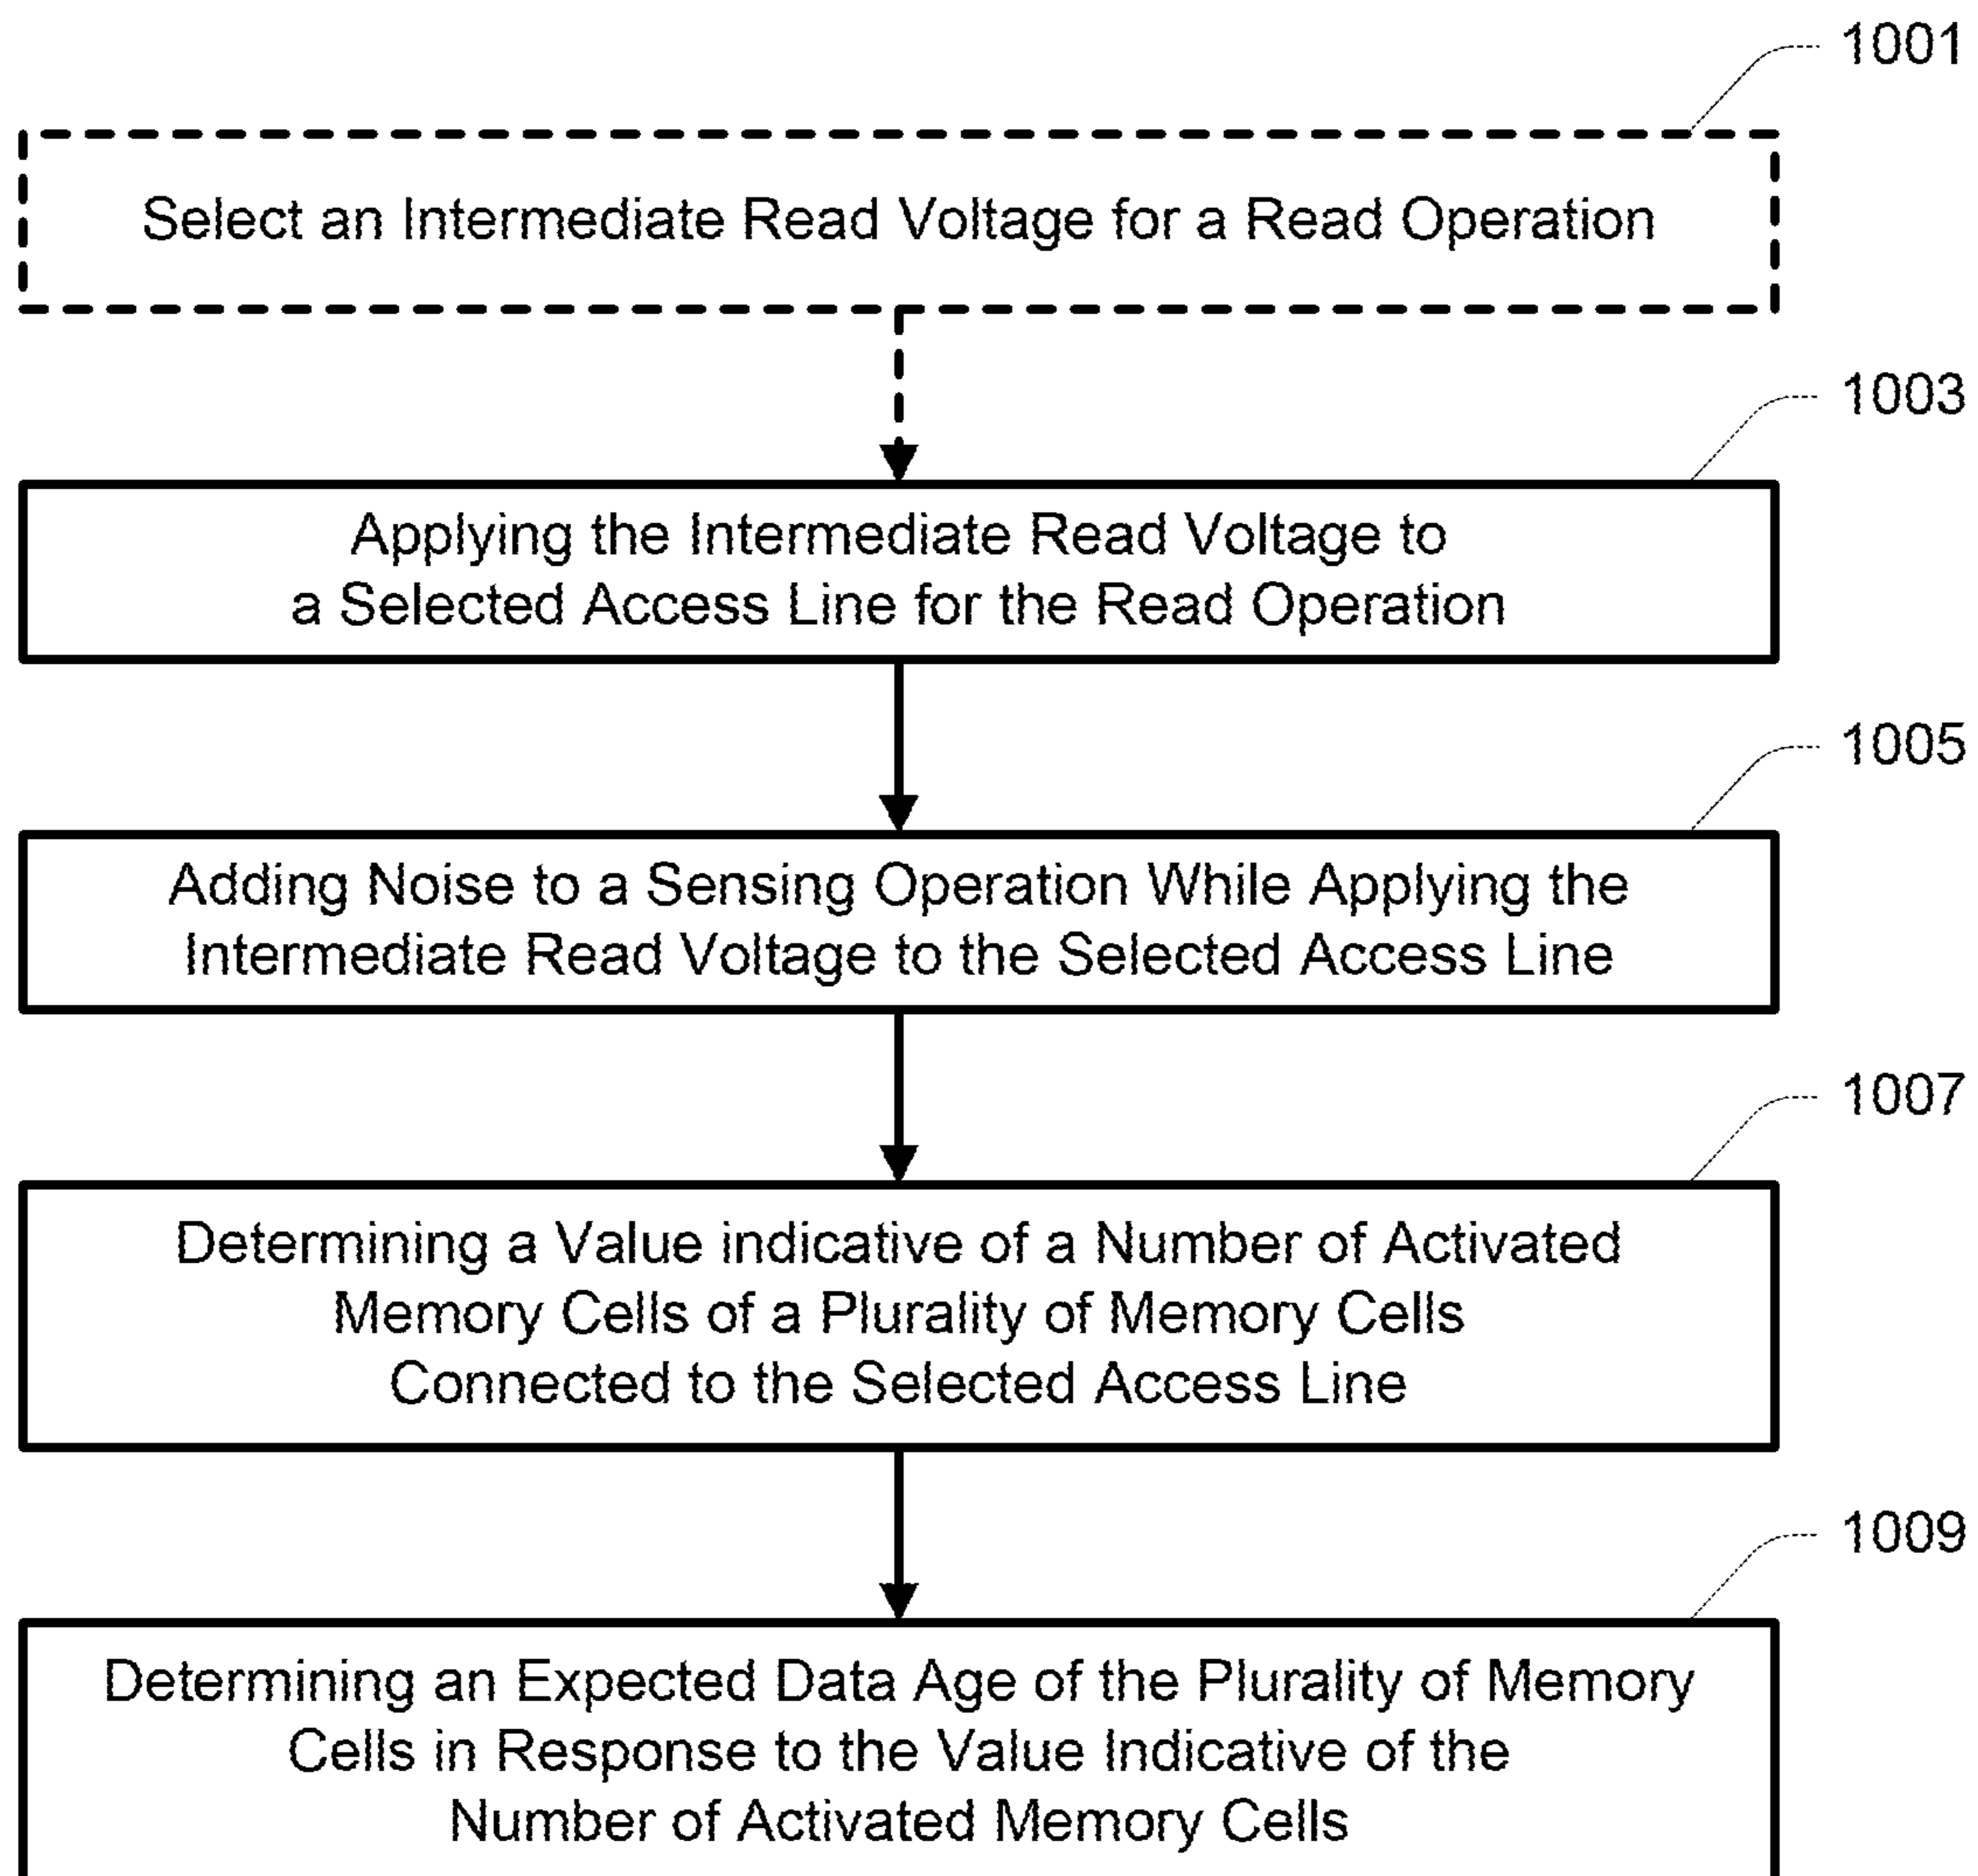 1001
Select an Intermediate Read Voltage for a Read Operation
1003
Applying the Intermediate Read Voltage to
a Selected Access Line for the Read Operation
1005
Adding Noise to a Sensing Operation While Applying the
Intermediate Read Voltage to the Selected Access Line
1007
Determining a Value indicative of a Number of Activated
Memory Cells of a Plurality of Memory Cells
Connected to the Selected Access Line
1009
Determining an Expected Data Age of the Plurality of Memory
Cells in Response to the Value Indicative of the
Number of Activated Memory Cells